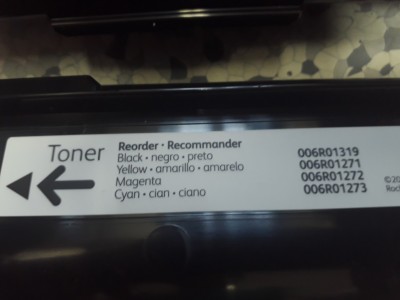 Toner
Reorder · Recommander
Black · negro · preto 006R01319
Yellow · amarillo · amarelo 006R01271
Magenta 006R01272
Cyan · cian · ciano 006R01273